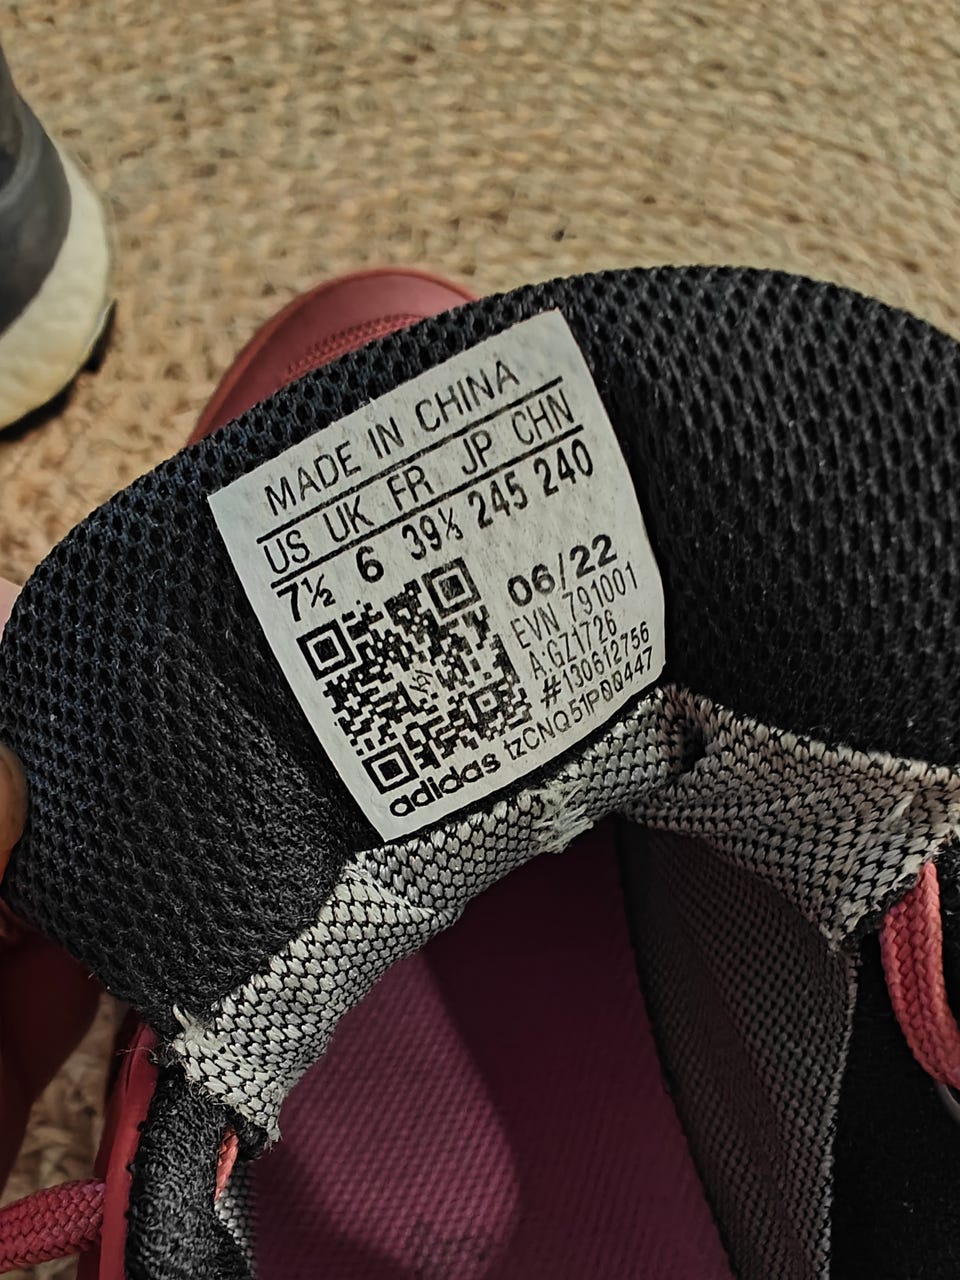 MADE IN CHINA
US UK FR JP CHN
7½ 6 39⅓ 245 240
06/22
EVN 791001
A:GZ1726
#130612756
tzCNQ51P0Q447
adidas